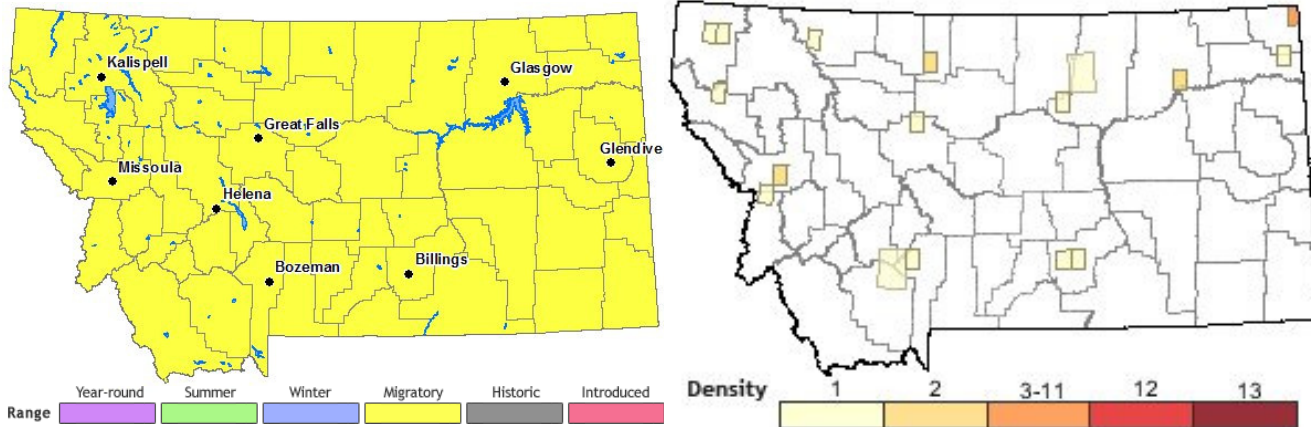 Kalispell
Glasgow
Great Falls
Missoula
Glendive
Helena
Bozeman
Billings
Year-round Summer Winter Migratory Historic Introduced
Range
Density 1 2 3-11 12 13